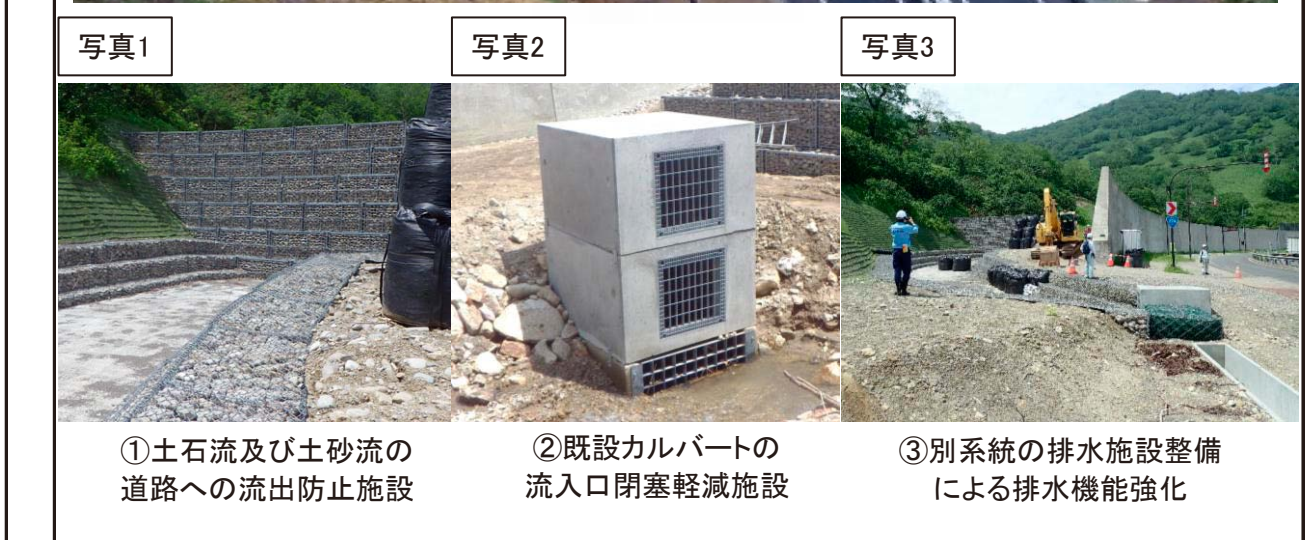 写真1
写真2
写真3
①土石流及び土砂流の
道路への流出防止施設
②既設カルバートの
流入口閉塞軽減施設
③別系統の排水施設整備
による排水機能強化